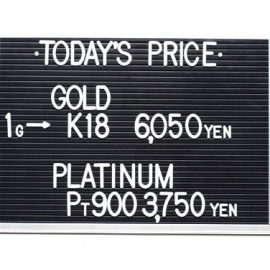 ·TODAY'S PRICE·
GOLD
1G→ K18 6,050 YEN
PLATINUM
PT900 3,750 YEN